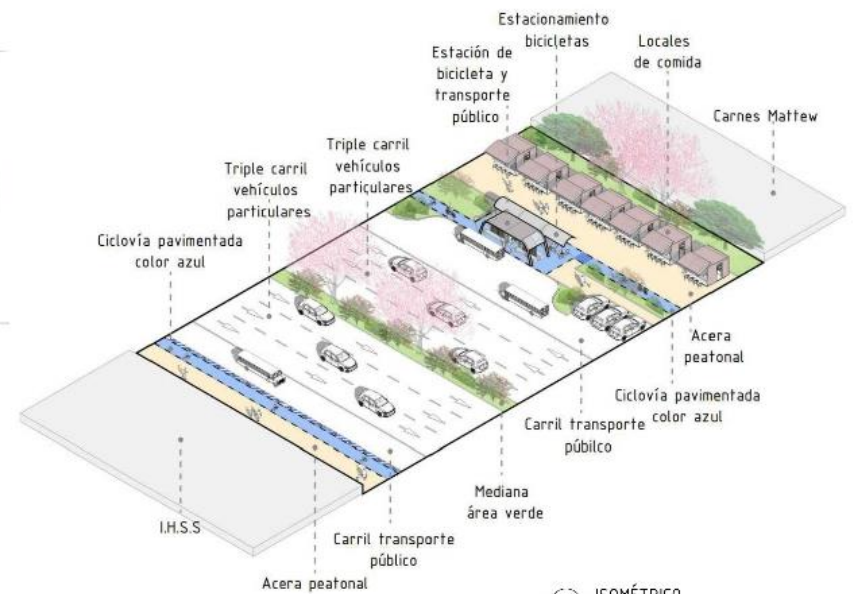 Estacionamiento
bicicletas
Estación de
bicicleta y
transporte
público
Locales
de comida
Carnes Mattew
Triple carril
vehículos
particulares
Triple carril
vehículos
particulares
Ciclovía pavimentada
color azul
Acera
peatonal
Ciclovía pavimentada
color azul
Carril transporte
púbilco
Mediana
área verde
I.H.S.S
Carril transporte
público
Acera peatonal
ISOMÉTRICO